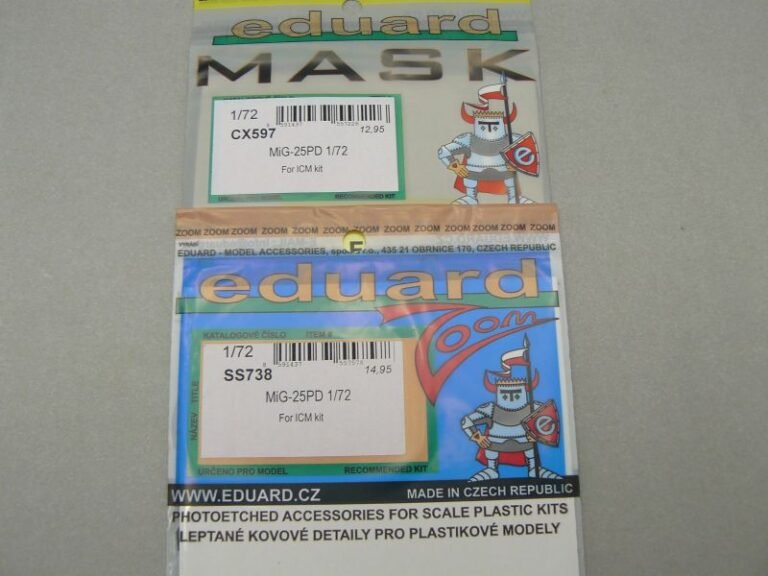 eduard
MASK
1/72
CX597
12,95
MiG-25PD 1/72
For ICM kit
RECOMMENDED KIT
ZOOM ZOOM ZOOM ZOOM ZOOM ZOOM ZOOM ZOOM ZOOM ZOOM ZOOM ZOOM ZOOM
VYRÁBÍ
EDUARD - MODEL ACCESSORIES, spol. s r.o., 435 21 OBRNICE 170, CZECH REPUBLIC
eduard
Zoom
KATALOGOVÉ ČÍSLO ITEM #
1/72
SS738
14,95
MiG-25PD 1/72
For ICM kit
NÁZEV TITLE
URČENO PRO MODEL RECOMMENDED KIT
e
e
WWW.EDUARD.CZ MADE IN CZECH REPUBLIC
PHOTOETCHED ACCESSORIES FOR SCALE PLASTIC KITS
LEPTANÉ KOVOVÉ DETAILY PRO PLASTIKOVÉ MODELY